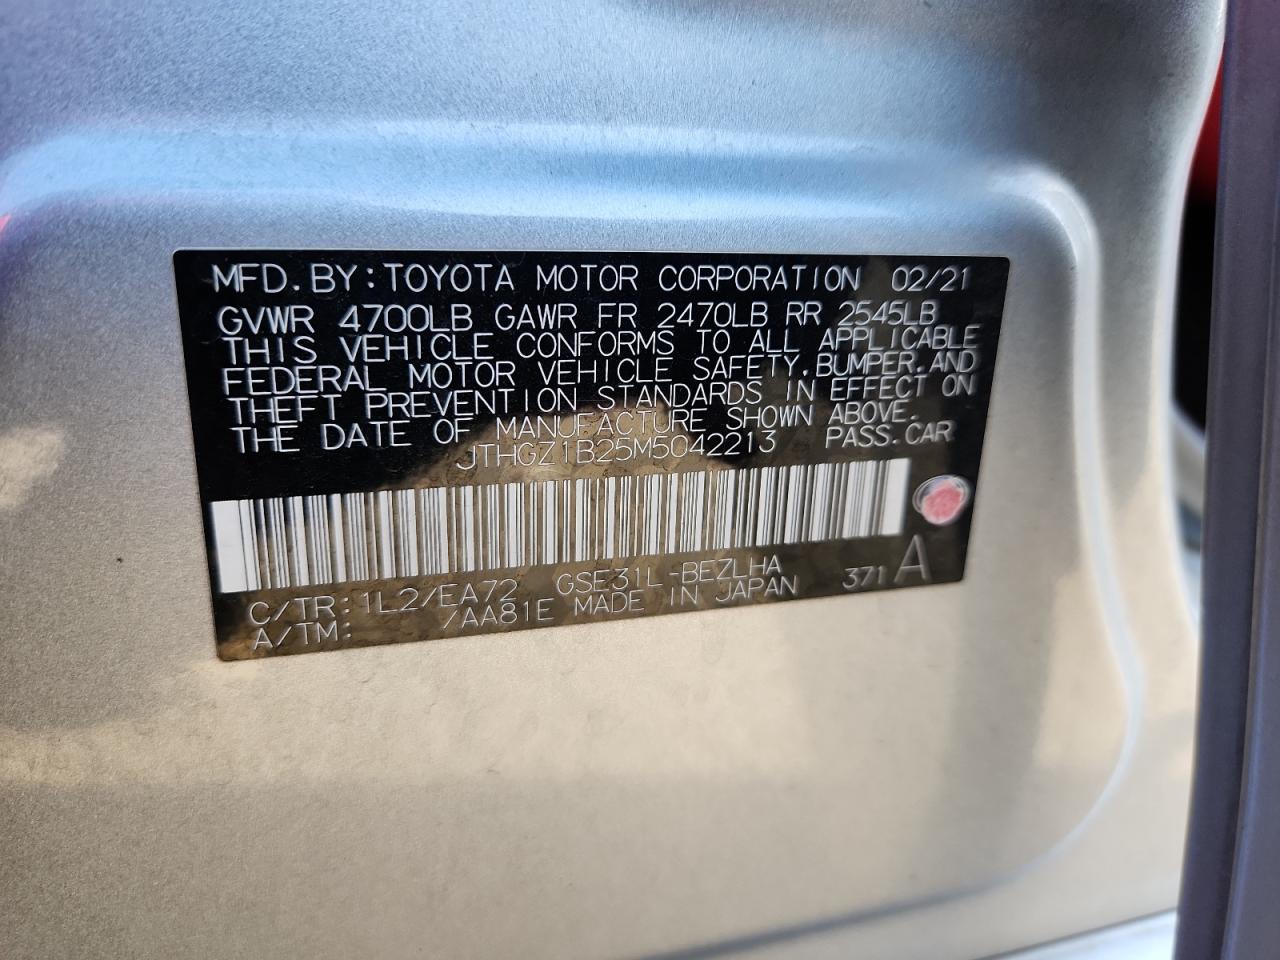 MFD. BY: TOYOTA MOTOR CORPORATION 02/21
GVWR 4700LB GAWR FR 2470LB RR 2545LB
THIS VEHICLE CONFORMS TO ALL APPLICABLE
FEDERAL MOTOR VEHICLE SAFETY, BUMPER, AND
THEFT PREVENTION STANDARDS IN EFFECT ON
THE DATE OF MANUFACTURE SHOWN ABOVE.
JTHGZ1B25M5042213 PASS. CAR
C/TR: 1L2/EA72 GSE31L-BEZLHA 371 A
A/TM: /AA81E MADE IN JAPAN